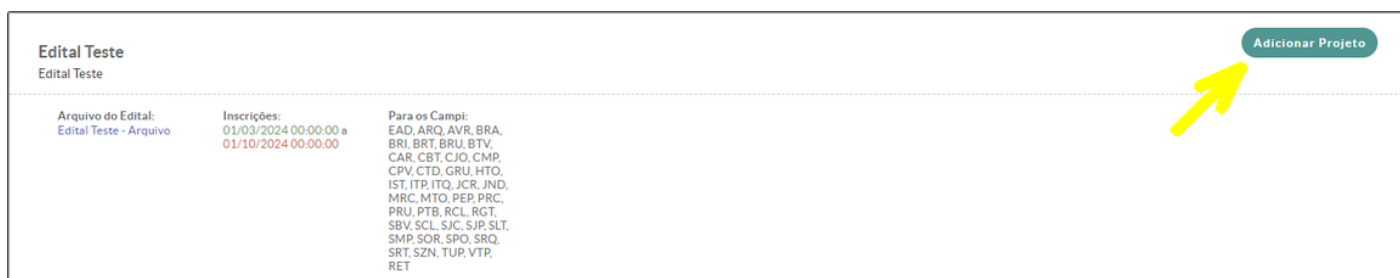 Edital Teste
Edital Teste
Adicionar Projeto
Arquivo do Edital:
Edital Teste - Arquivo
Inscrições:
01/03/2024 00:00:00 a
01/10/2024 00:00:00
Para os Campi:
EAD, ARQ, AVR, BRA,
BRI, BRT, BRU, BTV,
CAR, CBT, CJO, CMP,
CPV, CTD, GRU, HTO,
IST, ITP, ITQ, JCR, JND,
MRC, MTO, PEP, PRC,
PRU, PTB, RCL, RGT,
SBV, SCL, SJC, SJP, SLT,
SMP, SOR, SPO, SRQ,
SRT, SZN, TUP, VTP,
RET